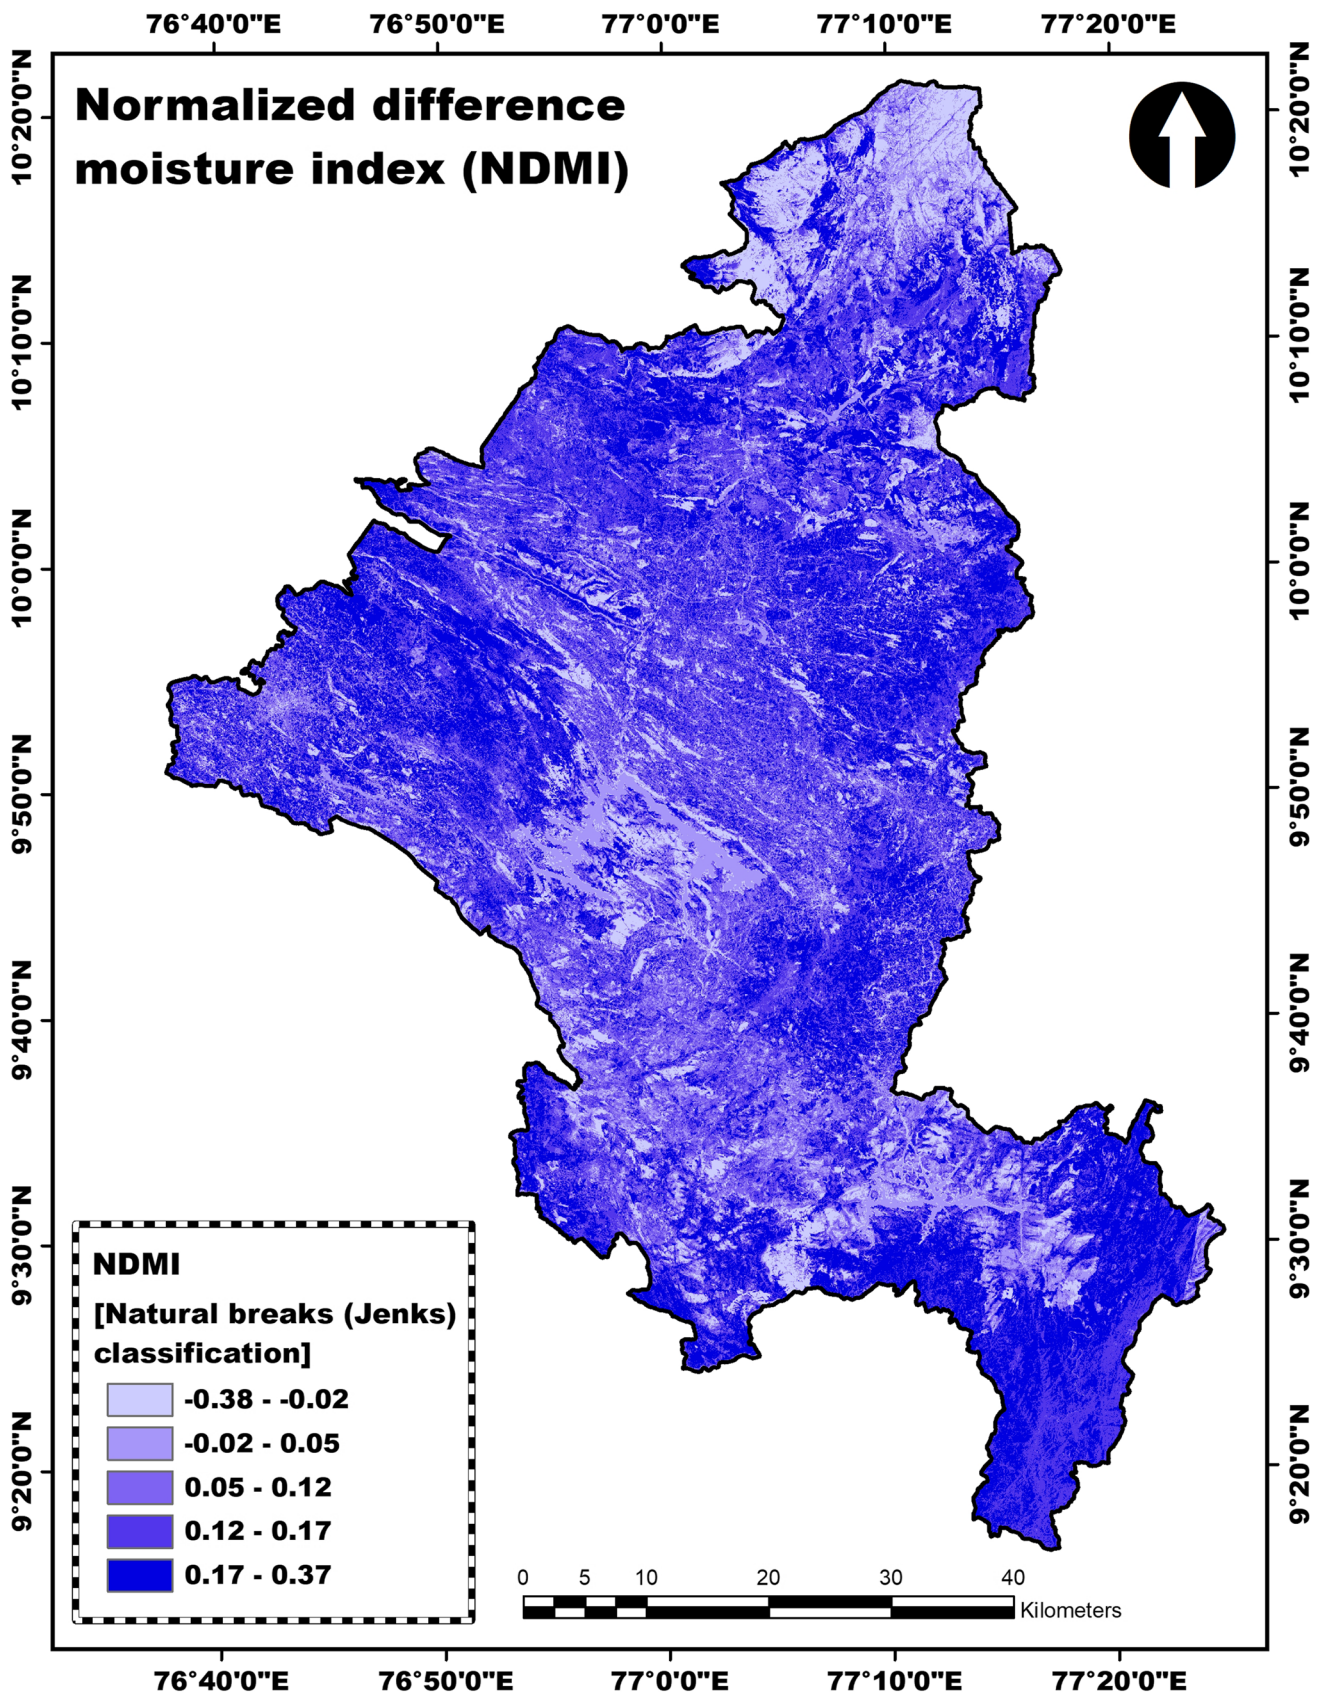 76°40'0"E 76°50'0"E 77°0'0"E 77°10'0"E 77°20'0"E
Normalized difference
moisture index (NDMI)
10°20'0"N 10°20'0"N
10°10'0"N 10°10'0"N
10°0'0"N 10°0'0"N
9°50'0"N 9°50'0"N
9°40'0"N 9°40'0"N
9°30'0"N 9°30'0"N
9°20'0"N 9°20'0"N
NDMI
[Natural breaks (Jenks)
classification]
-0.38 - -0.02
-0.02 - 0.05
0.05 - 0.12
0.12 - 0.17
0.17 - 0.37
0 5 10 20 30 40
Kilometers
76°40'0"E 76°50'0"E 77°0'0"E 77°10'0"E 77°20'0"E